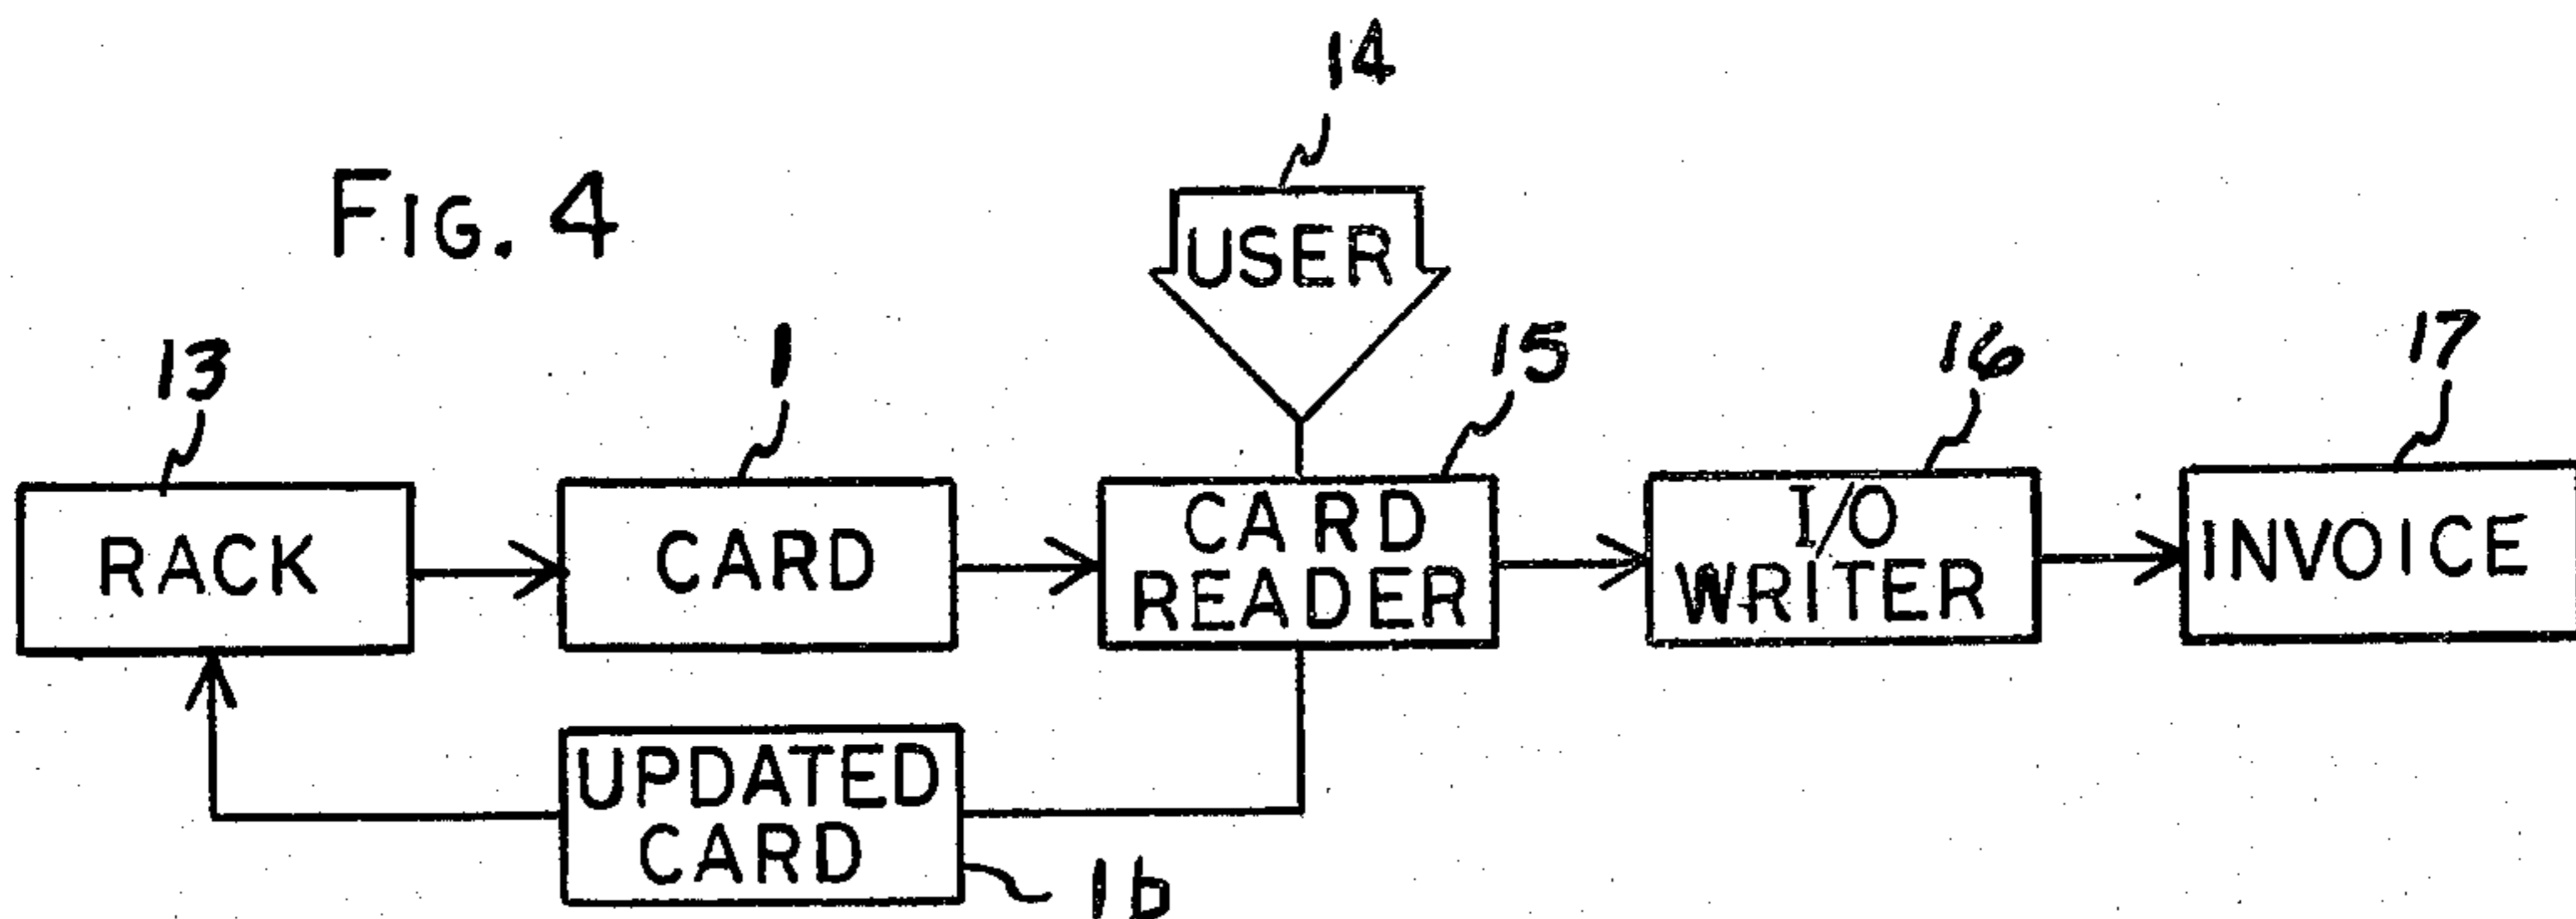 FIG. 4
14
USER
13
1
15
16
17
RACK
CARD
CARD
READER
I/O
WRITER
INVOICE
UPDATED
CARD
1b